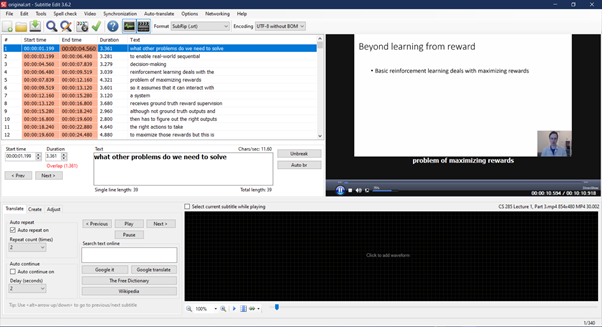 original.srt - Subtitle Edit 3.6.2
File Edit Tools Spell check Video Synchronization Auto-translate Options Networking Help
Format SubRip (.srt) Encoding UTF-8 without BOM
# Start time End time Duration Text
1 00:00:01.199 00:00:04.560 3.361 what other problems do we need to solve
2 00:00:03.199 00:00:06.480 3.281 to enable real-world sequential
3 00:00:04.560 00:00:07.839 3.279 decision-making
4 00:00:06.480 00:00:09.519 3.039 reinforcement learning deals with the
5 00:00:07.839 00:00:12.160 4.321 problem of maximizing rewards
6 00:00:09.519 00:00:13.120 3.601 so it assumes that it can interact with
7 00:00:12.160 00:00:15.280 3.120 a system
8 00:00:13.120 00:00:16.800 3.680 receives ground truth reward supervision
9 00:00:15.280 00:00:18.240 2.960 although not ground truth outputs and
10 00:00:16.800 00:00:19.600 2.800 then has to figure out the right outputs
11 00:00:18.240 00:00:22.880 4.640 the right actions to take
12 00:00:19.600 00:00:24.480 4.880 to maximize those rewards but this is
Start time Duration Text Chars/sec: 11.60
00:00:01.199 3.361 what other problems do we need to solve
Overlap (1.361)
< Prev Next >
Unbreak
Auto br
Single line length: 39 Total length: 39
Beyond learning from reward
• Basic reinforcement learning deals with maximizing rewards
problem of maximizing rewards
00:00:10.594 / 00:10:10.918
Translate Create Adjust
Auto repeat
Auto repeat on
Repeat count (times)
2
Auto continue
Auto continue on
Delay (seconds)
2
< Previous Play Next >
Pause
Search text online
Google it Google translate
The Free Dictionary
Wikipedia
Tip: Use <alt+arrow up/down> to go to previous/next subtitle
Select current subtitle while playing CS 285 Lecture 1, Part 3.mp4 854x480 MP4 30.002
Click to add waveform
100%
1/340